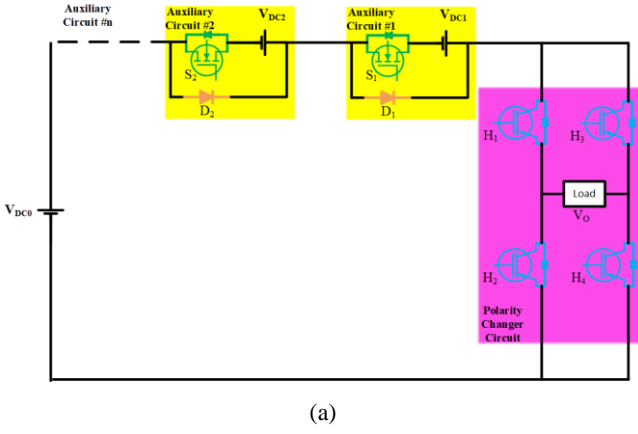 Auxiliary
Circuit #n
Auxiliary
Circuit #2
VDC2
S2
D2
Auxiliary
Circuit #1
VDC1
S1
D1
VDC0
H1
H3
Load
VO
H2
H4
Polarity
Changer
Circuit
(a)